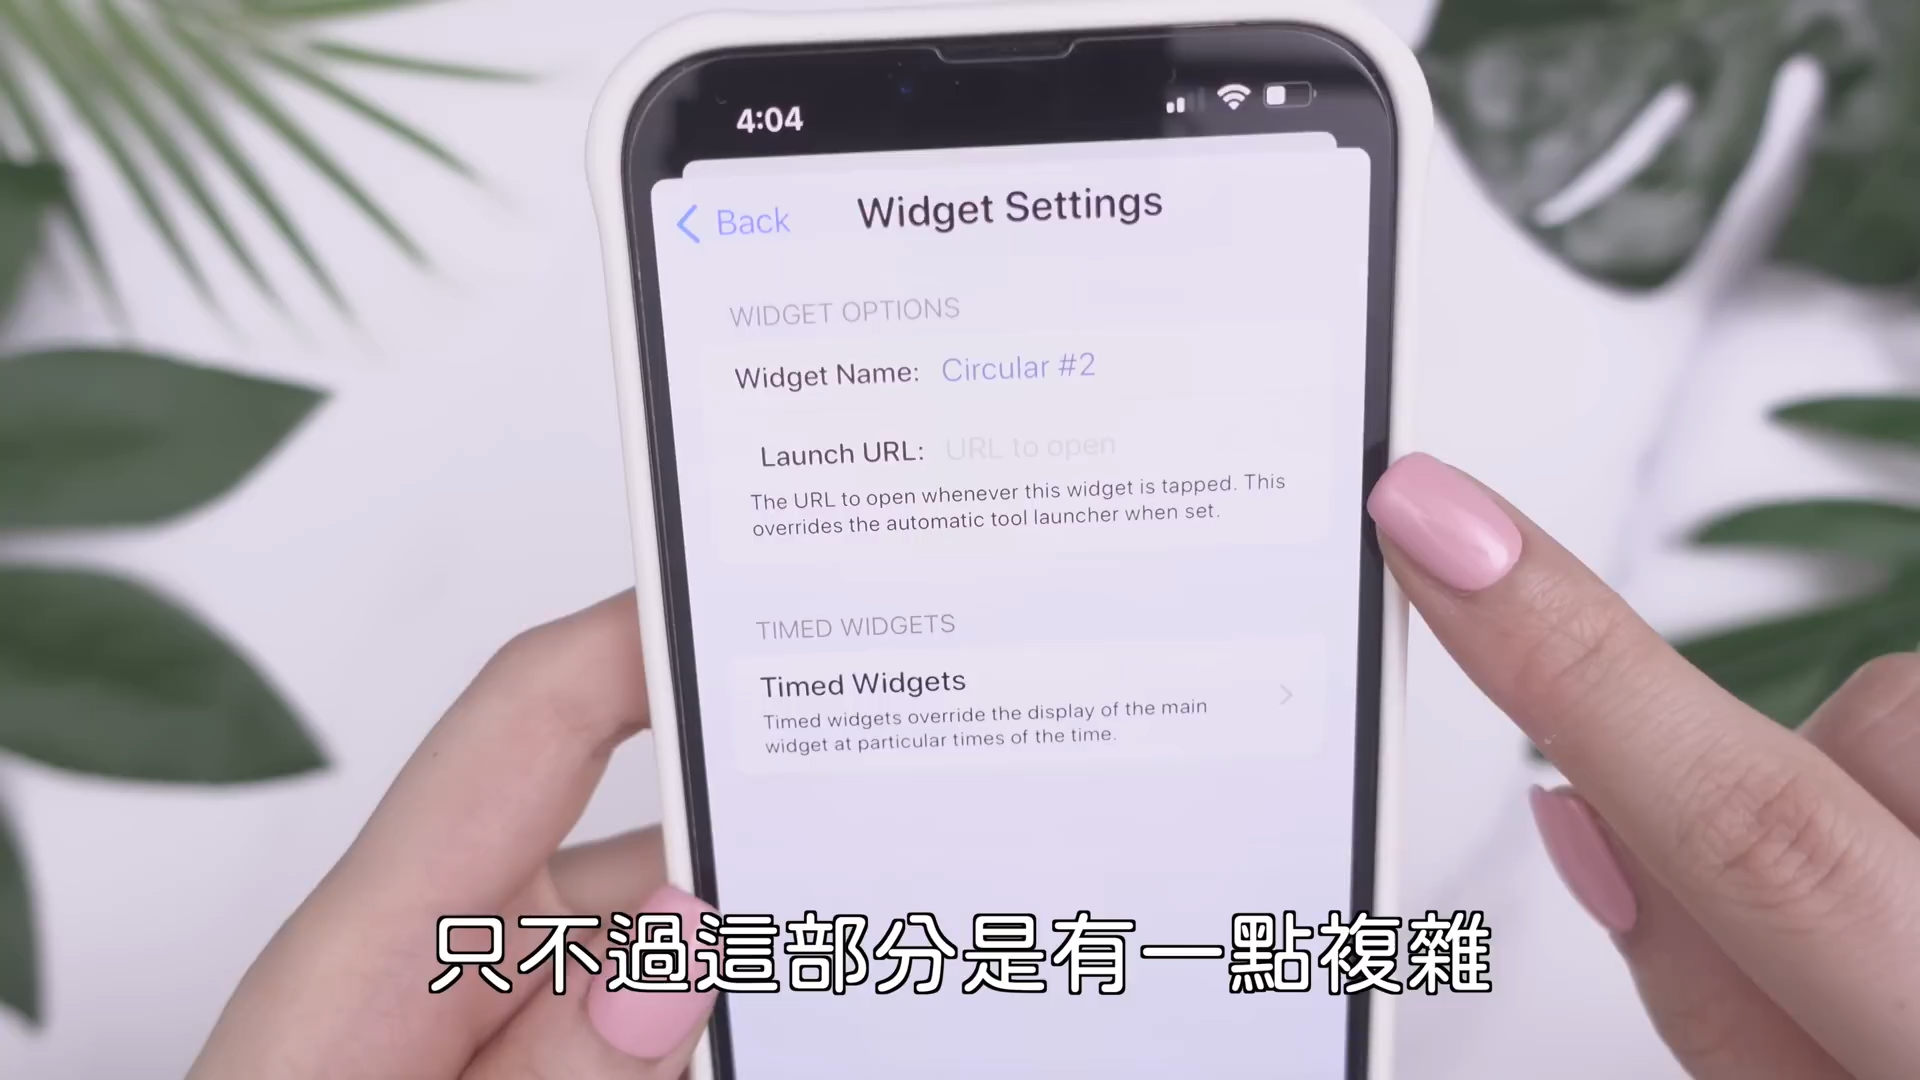 4:04
Back
Widget Settings
WIDGET OPTIONS
Widget Name: Circular #2
Launch URL: URL to open
The URL to open whenever this widget is tapped. This
overrides the automatic tool launcher when set.
TIMED WIDGETS
Timed Widgets
Timed widgets override the display of the main
widget at particular times of the time.
只不過這部分是有一點複雜